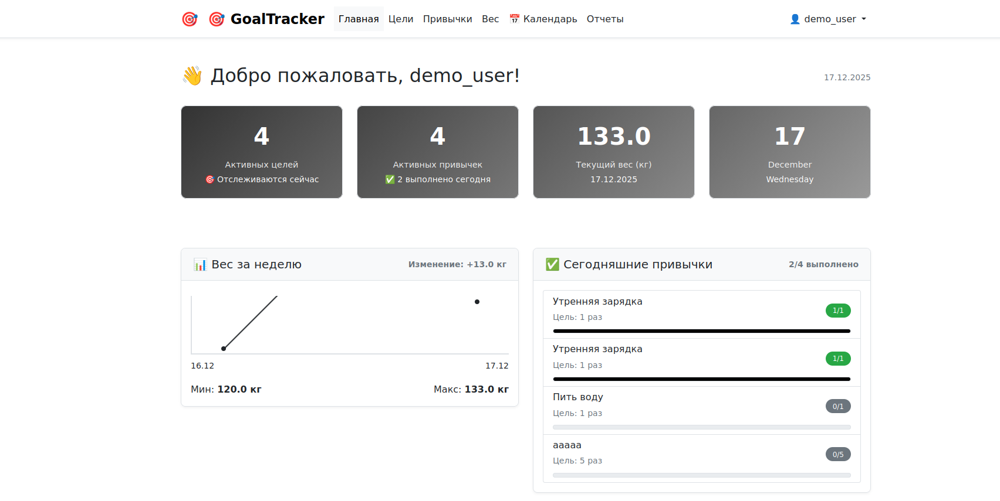 🎯 🎯 GoalTracker Главная Цели Привычки Вес 📅 Календарь Отчеты 👤 demo_user
👋 Добро пожаловать, demo_user!
17.12.2025
4
Активных целей
🎯 Отслеживаются сейчас
4
Активных привычек
✅ 2 выполнено сегодня
133.0
Текущий вес (кг)
17.12.2025
17
December
Wednesday
📊 Вес за неделю
Изменение: +13.0 кг
16.12
17.12
Мин: 120.0 кг
Макс: 133.0 кг
✅ Сегодняшние привычки
2/4 выполнено
Утренняя зарядка
Цель: 1 раз
1/1
Утренняя зарядка
Цель: 1 раз
1/1
Пить воду
Цель: 1 раз
0/1
ааааа
Цель: 5 раз
0/5